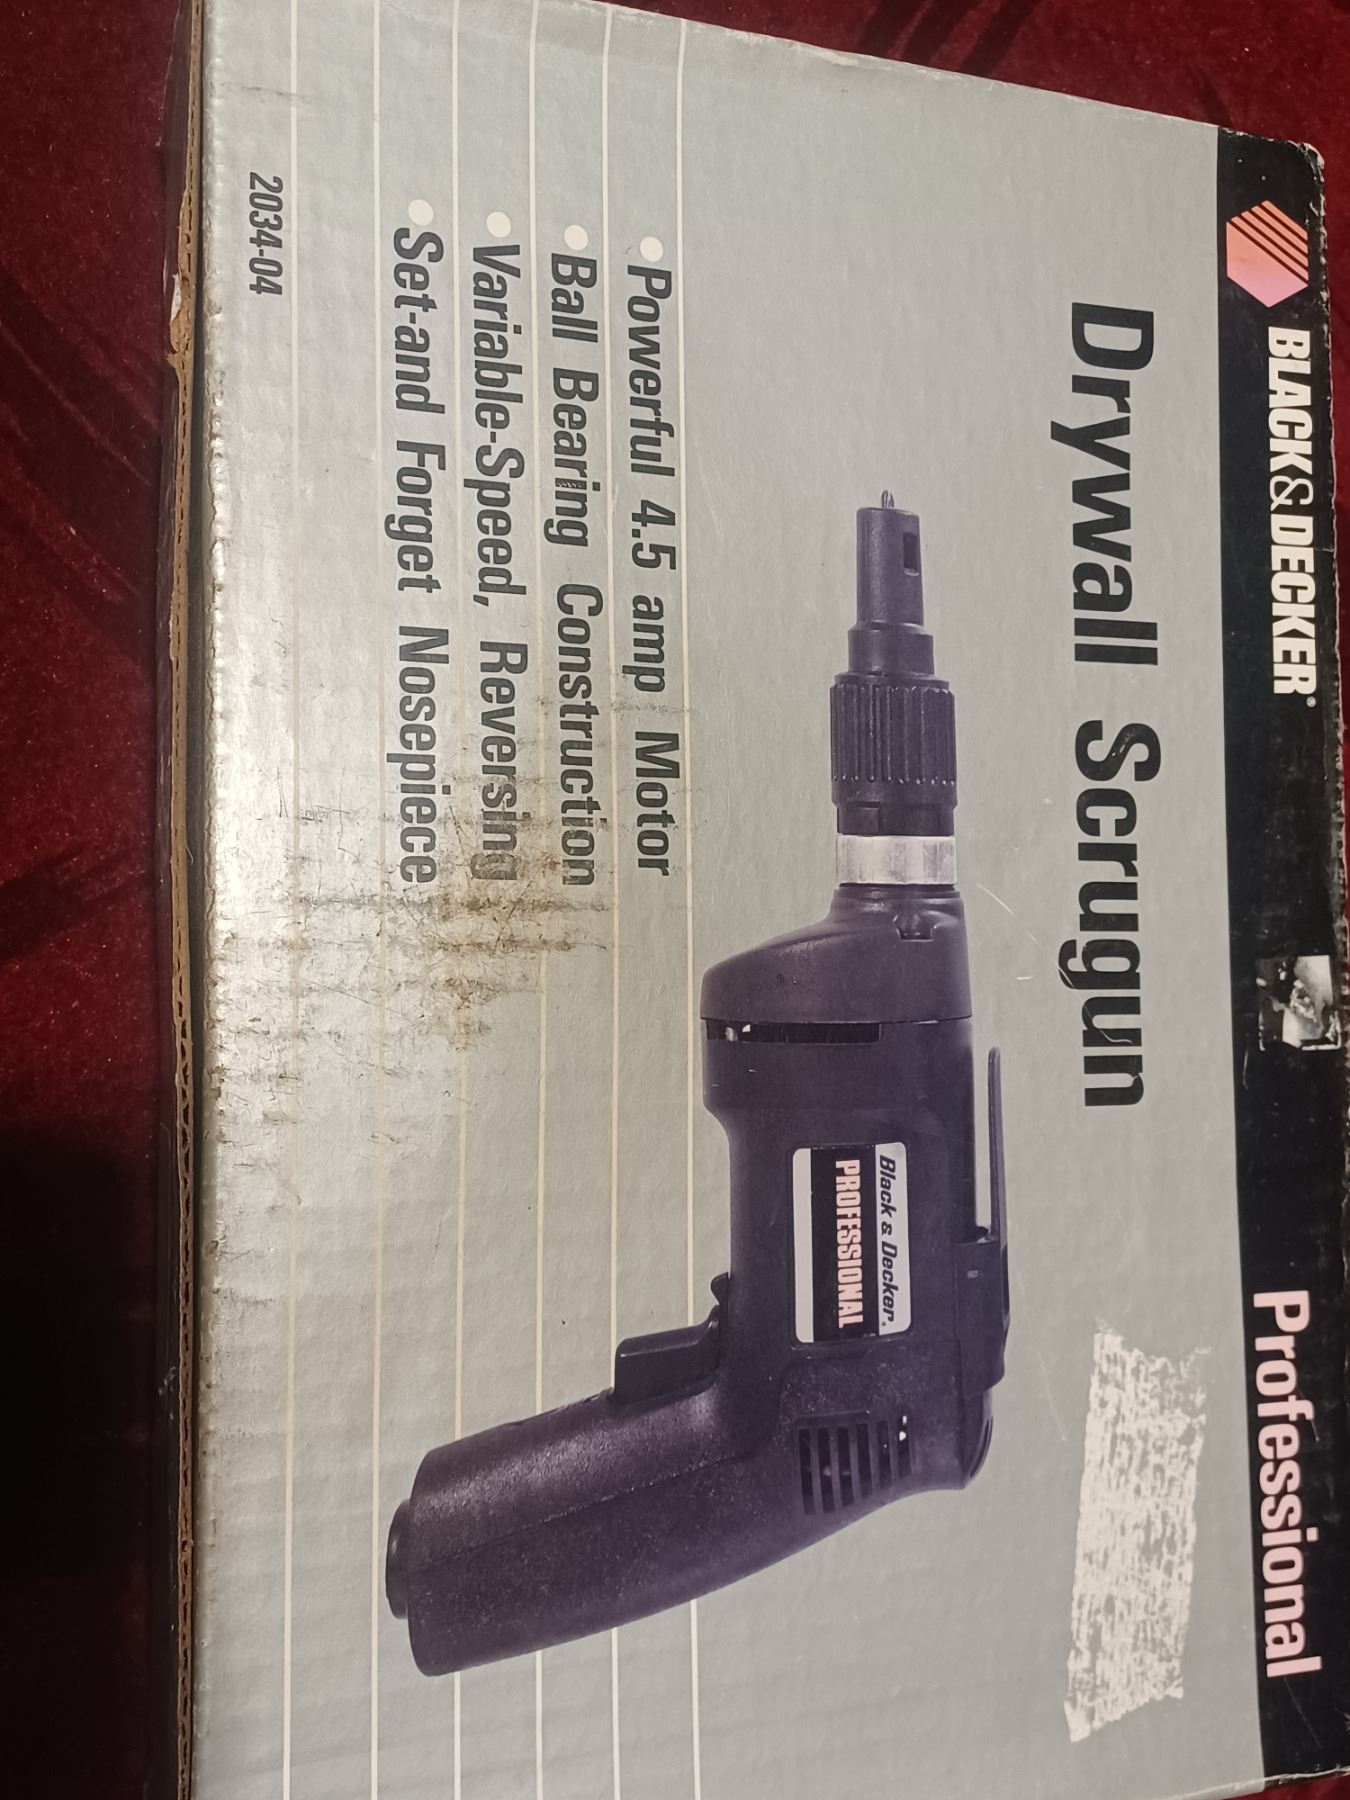 BLACK&DECKER®
Professional
Drywall Scrugun
Black & Decker®
PROFESSIONAL
•Powerful 4.5 amp Motor
•Ball Bearing Construction
•Variable-Speed, Reversing
•Set-and Forget Nosepiece
2034-04